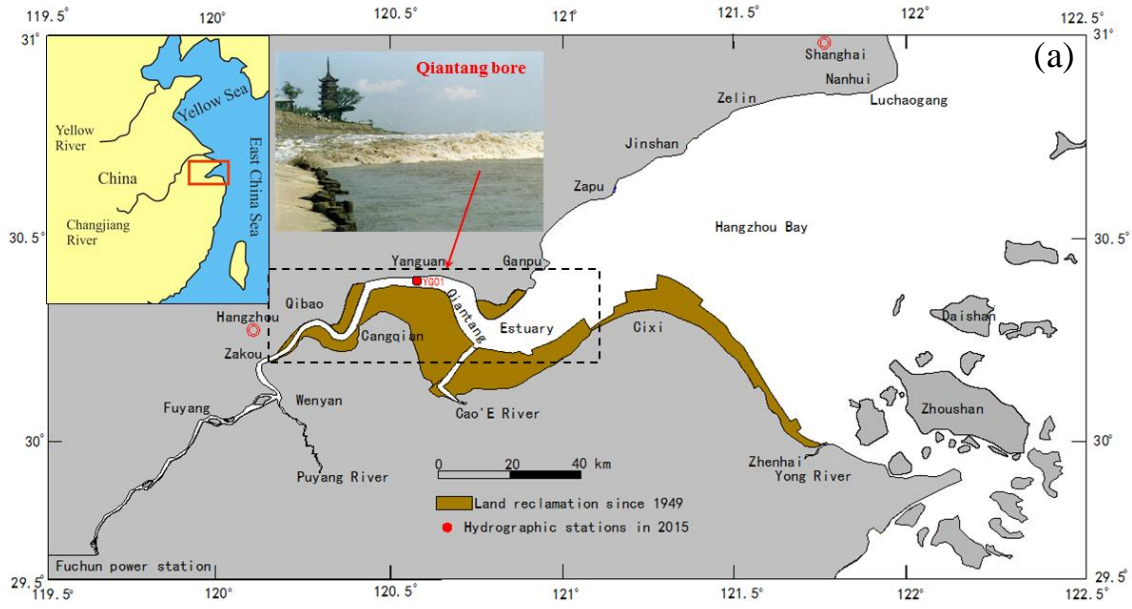 119.5°
120°
120.5°
121°
121.5°
122°
122.5°
31°
31°
(a)
Qiantang bore
Shanghai
Nanhui
Luchaogang
Zelin
Jinshan
Zapu
Yellow Sea
Yellow
River
China
East China Sea
Changjiang
River
30.5°
30.5°
Hangzhou Bay
Yanguan
Ganpu
YG01
Qibao
Hangzhou
Qiantang
Estuary
Cangqian
Zakou
Cixi
Daishan
Fuyang
Wenyan
Cao'E River
Zhoushan
30°
30°
Puyang River
Zhenhai
Yong River
0 20 40 km
Land reclamation since 1949
Hydrographic stations in 2015
Fuchun power station
29.5°
29.5°
119.5°
120°
120.5°
121°
121.5°
122°
122.5°